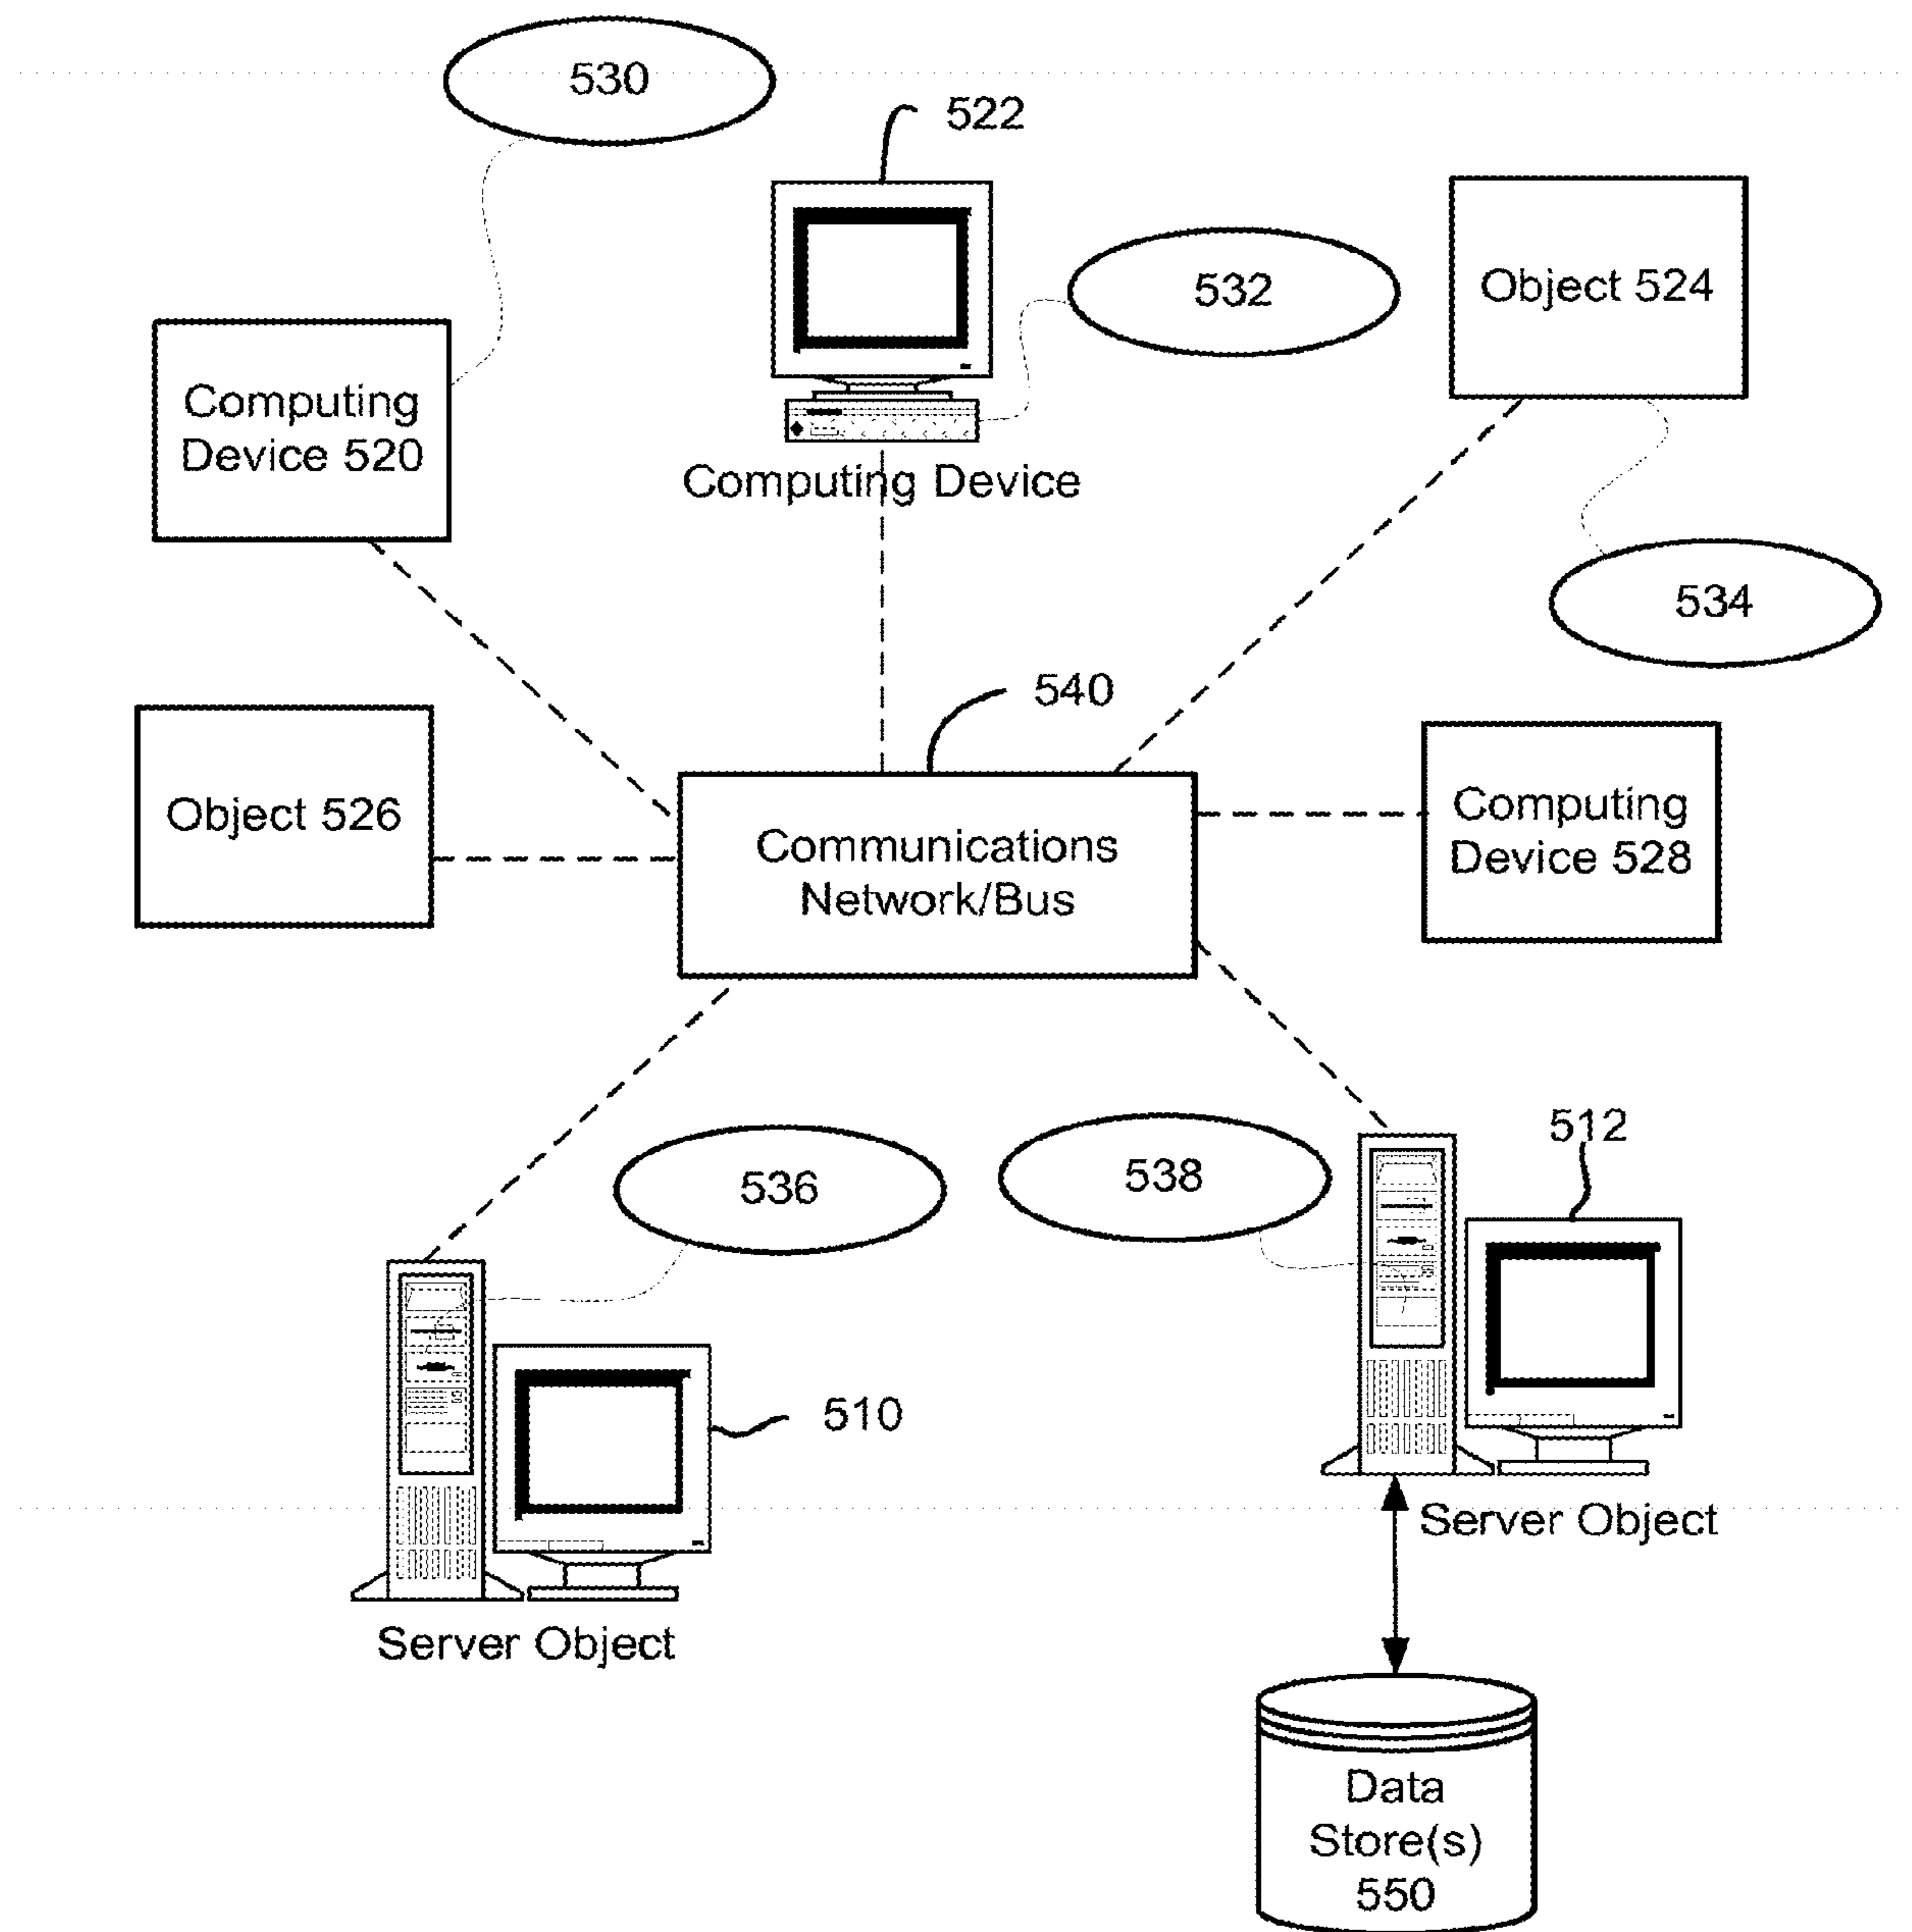 530
522
532
Object 524
Computing
Device 520
Computing Device
534
540
Object 526
Communications
Network/Bus
Computing
Device 528
512
536
538
510
Server Object
Server Object
Data
Store(s)
550